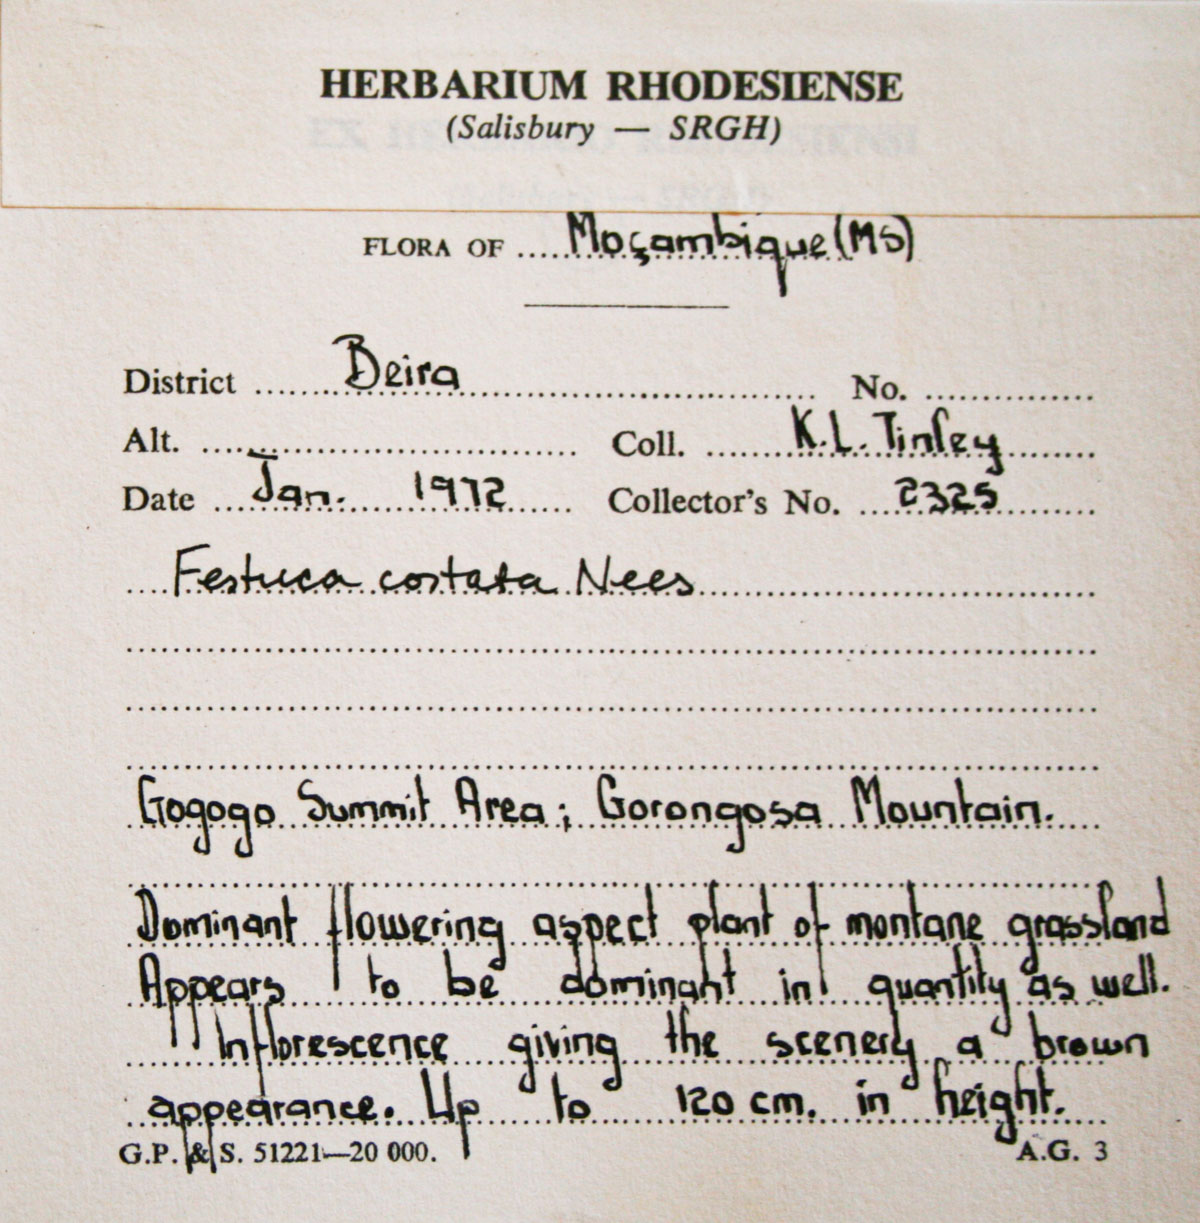 HERBARIUM RHODESIENSE
(Salisbury — SRGH)
FLORA OF .... Moçambique (MS)
District Beira No.
Alt. Coll. K.L. Tinley
Date Jan. 1972 Collector's No. 2325
Festuca costata Nees
Gogogo Summit Area; Gorongosa Mountain.
Dominant flowering aspect plant of montane grassland
Appears to be dominant in quantity as well.
Inflorescence giving the scenery a brown
appearance. Up to 120 cm. in height.
G.P. & S. 51221—20 000. A.G. 3